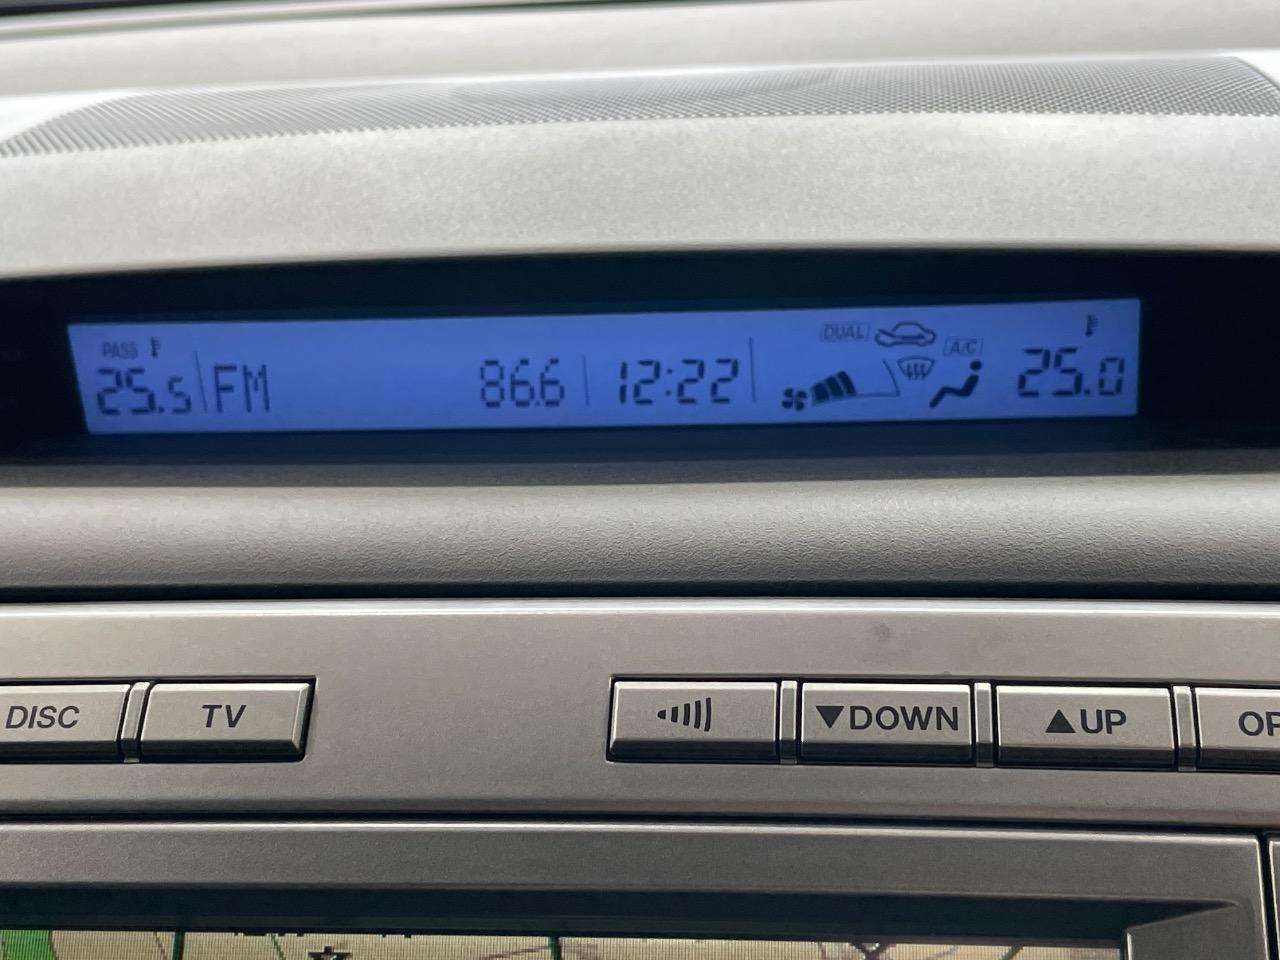 DUAL
PASS A/C
25.5 FM 86.6 12:22 25.0
DISC TV ▼DOWN ▲UP